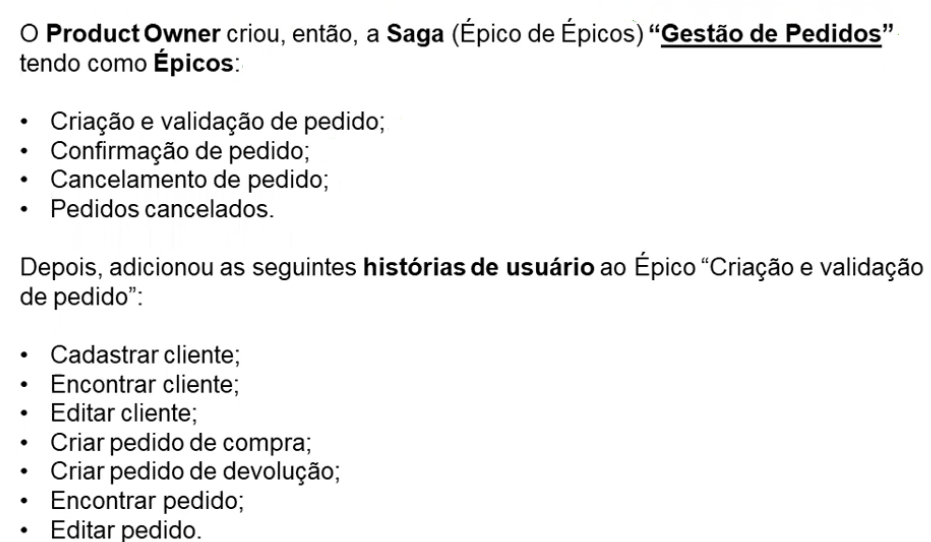 O Product Owner criou, então, a Saga (Épico de Épicos) “Gestão de Pedidos”
tendo como Épicos:
• Criação e validação de pedido;
• Confirmação de pedido;
• Cancelamento de pedido;
• Pedidos cancelados.
Depois, adicionou as seguintes histórias de usuário ao Épico “Criação e validação
de pedido”:
• Cadastrar cliente;
• Encontrar cliente;
• Editar cliente;
• Criar pedido de compra;
• Criar pedido de devolução;
• Encontrar pedido;
• Editar pedido.